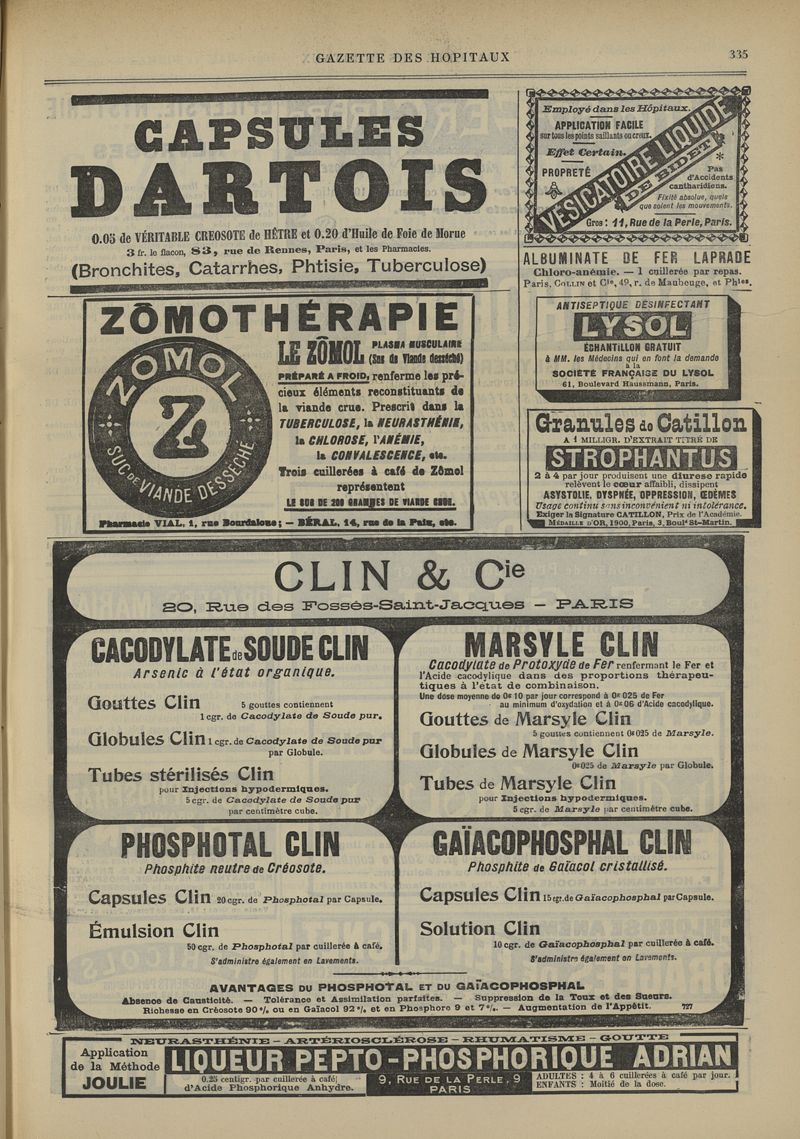 GAZETTE DES HOPITAUX
335
CAPSULES
DARTOIS
0.05 de VÉRITABLE CREOSOTE de HÊTRE et 0.20 d'Huile de Foie de Morue
3 fr. le flacon, 83, rue de Rennes, Paris, et les Pharmacies.
(Bronchites, Catarrhes, Phtisie, Tuberculose)
Employé dans les Hôpitaux.
APPLICATION FACILE
sur tous les points saillants ou creux.
Effet Certain.
PROPRETÉ
VÉSICATOIRE LIQUIDE
DE BIDET
Pas
d'Accidents
cantharidiens.
Fixité absolue, quels
que soient les mouvements.
Gros: 11, Rue de la Perle, Paris.
ALBUMINATE DE FER LAPRADE
Chloro-anémie. — 1 cuillerée par repas.
Paris, COLLIN et Cie, 49, r. de Maubeuge, et Phies.
ANTISEPTIQUE DÉSINFECTANT
LYSOL
ÉCHANTILLON GRATUIT
à MM. les Médecins qui en font la demande
à la
SOCIÉTÉ FRANÇAISE DU LYSOL
61, Boulevard Haussmann, Paris.
Granules de Catillon
A 1 MILLIGR. D'EXTRAIT TITRÉ DE
STROPHANTUS
2 à 4 par jour produisent une diurese rapide
relèvent le cœur affaibli, dissipent
ASYSTOLIE, DYSPNÉE, OPPRESSION, ŒDÈMES
Usage continu sans inconvénient ni intolérance.
Exiger la Signature CATILLON, Prix de l'Académie.
MÉDAILLE D'OR, 1900, Paris, 3, Boulᵈ St-Martin.
ZÔMOTHÉRAPIE
ZÔMOL
Z
SUC DE VIANDE DESSÉCHÉ
LE ZÔMOL PLASMA MUSCULAIRE
(Suc de Viande desséché)
PRÉPARÉ A FROID, renferme les pré-
cieux éléments reconstituants de
la viande crue. Prescrit dans la
TUBERCULOSE, la NEURASTHÉNIE,
la CHLOROSE, l'ANÉMIE,
la CONVALESCENCE, etc.
Trois cuillerées à café de Zômol
représentent
LE SUC DE 200 GRAMMES DE VIANDE CRUE.
Pharmacie VIAL, 1, rue Bourdaloue; — BÉRAL, 14, rue de la Paix, etc.
CLIN & Cie
20, Rue des Fossés-Saint-Jacques — PARIS
CACODYLATE de SOUDE CLIN
Arsenic à l'état organique.
Gouttes Clin 5 gouttes contiennent
1 cgr. de Cacodylate de Soude pur.
Globules Clin 1 cgr. de Cacodylate de Soude pur
par Globule.
Tubes stérilisés Clin
pour Injections hypodermiques.
5 cgr. de Cacodylate de Soude pur
par centimètre cube.
MARSYLE CLIN
Cacodylate de Protoxyde de Fer renfermant le Fer et
l'Acide cacodylique dans des proportions thérapeu-
tiques à l'état de combinaison.
Une dose moyenne de 0g 10 par jour correspond à 0g 025 de Fer
au minimum d'oxydation et à 0g 06 d'Acide cacodylique.
Gouttes de Marsyle Clin
5 gouttes contiennent 0g 025 de Marsyle.
Globules de Marsyle Clin
0g 025 de Marsyle par Globule.
Tubes de Marsyle Clin
pour Injections hypodermiques.
5 cgr. de Marsyle par centimètre cube.
PHOSPHOTAL CLIN
Phosphite neutre de Créosote.
Capsules Clin 20 cgr. de Phosphotal par Capsule.
Émulsion Clin
50 cgr. de Phosphotal par cuillerée à café.
S'administre également en Lavements.
GAÏACOPHOSPHAL CLIN
Phosphite de Gaïacol cristallisé.
Capsules Clin 15 cgr. de Gaïacophosphal par Capsule.
Solution Clin
10 cgr. de Gaïacophosphal par cuillerée à café.
S'administre également en Lavements.
AVANTAGES DU PHOSPHOTAL ET DU GAÏACOPHOSPHAL
Absence de Causticité. — Tolérance et Assimilation parfaites. — Suppression de la Toux et des Sueurs.
Richesse en Créosote 90 % ou en Gaïacol 92 % et en Phosphore 9 et 7 %. — Augmentation de l'Appétit. 727
NEURASTHÉNIE - ARTÉRIOSCLÉROSE - RHUMATISME - GOUTTE
Application
de la Méthode
JOULIE
LIQUEUR PEPTO-PHOSPHORIQUE ADRIAN
0.25 centigr. par cuillerée à café
d'Acide Phosphorique Anhydre.
9, RUE DE LA PERLE, 9
PARIS
ADULTES : 4 à 6 cuillerées à café par jour.
ENFANTS : Moitié de la dose.